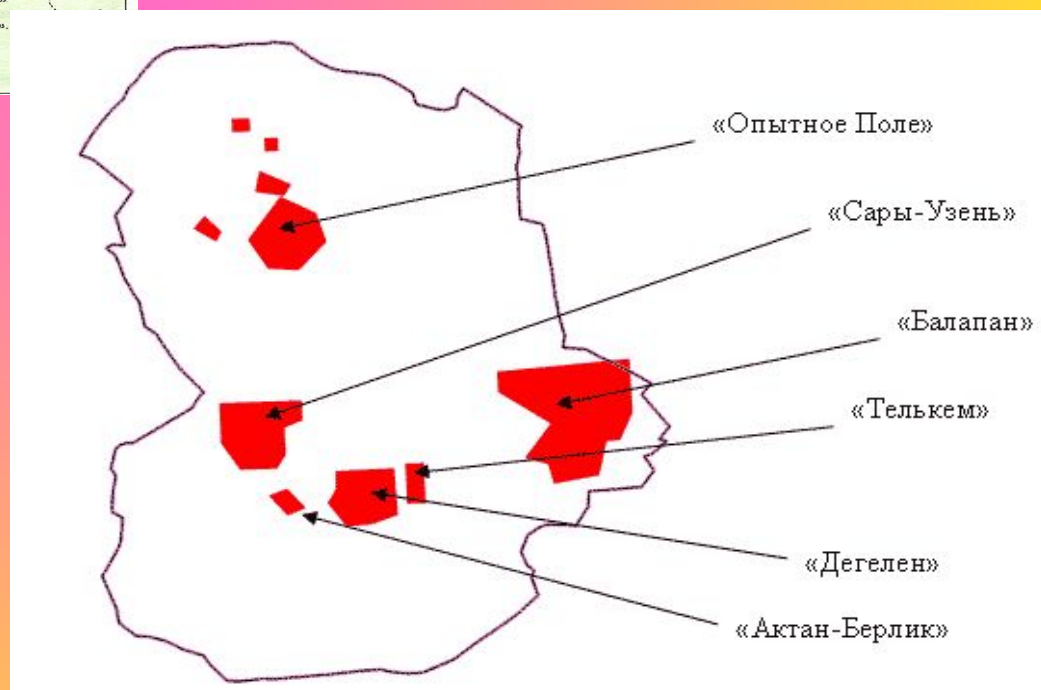 «Опытное Поле»
«Сары-Узень»
«Балапан»
«Телькем»
«Дегелен»
«Актан-Берлик»